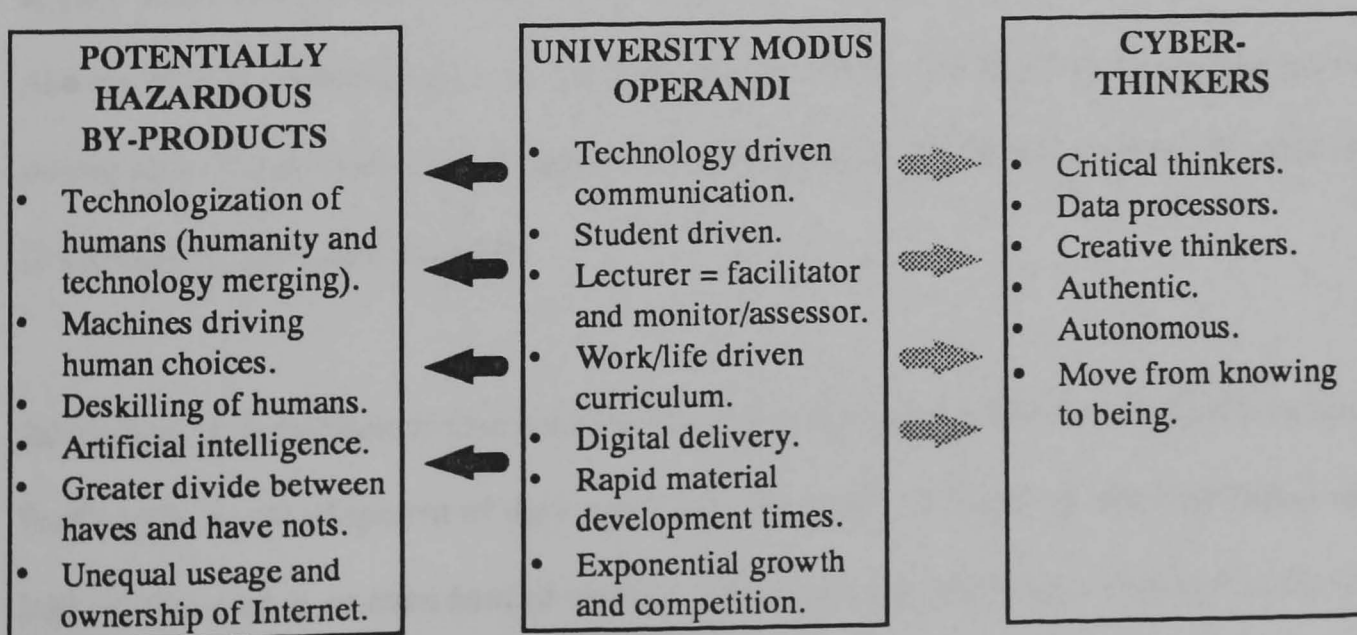 POTENTIALLY
HAZARDOUS
BY-PRODUCTS
• Technologization of
humans (humanity and
technology merging).
• Machines driving
human choices.
• Deskilling of humans.
• Artificial intelligence.
• Greater divide between
haves and have nots.
• Unequal useage and
ownership of Internet.
UNIVERSITY MODUS
OPERANDI
• Technology driven
communication.
• Student driven.
• Lecturer = facilitator
and monitor/assessor.
• Work/life driven
curriculum.
• Digital delivery.
• Rapid material
development times.
• Exponential growth
and competition.
CYBER-
THINKERS
• Critical thinkers.
• Data processors.
• Creative thinkers.
• Authentic.
• Autonomous.
• Move from knowing
to being.